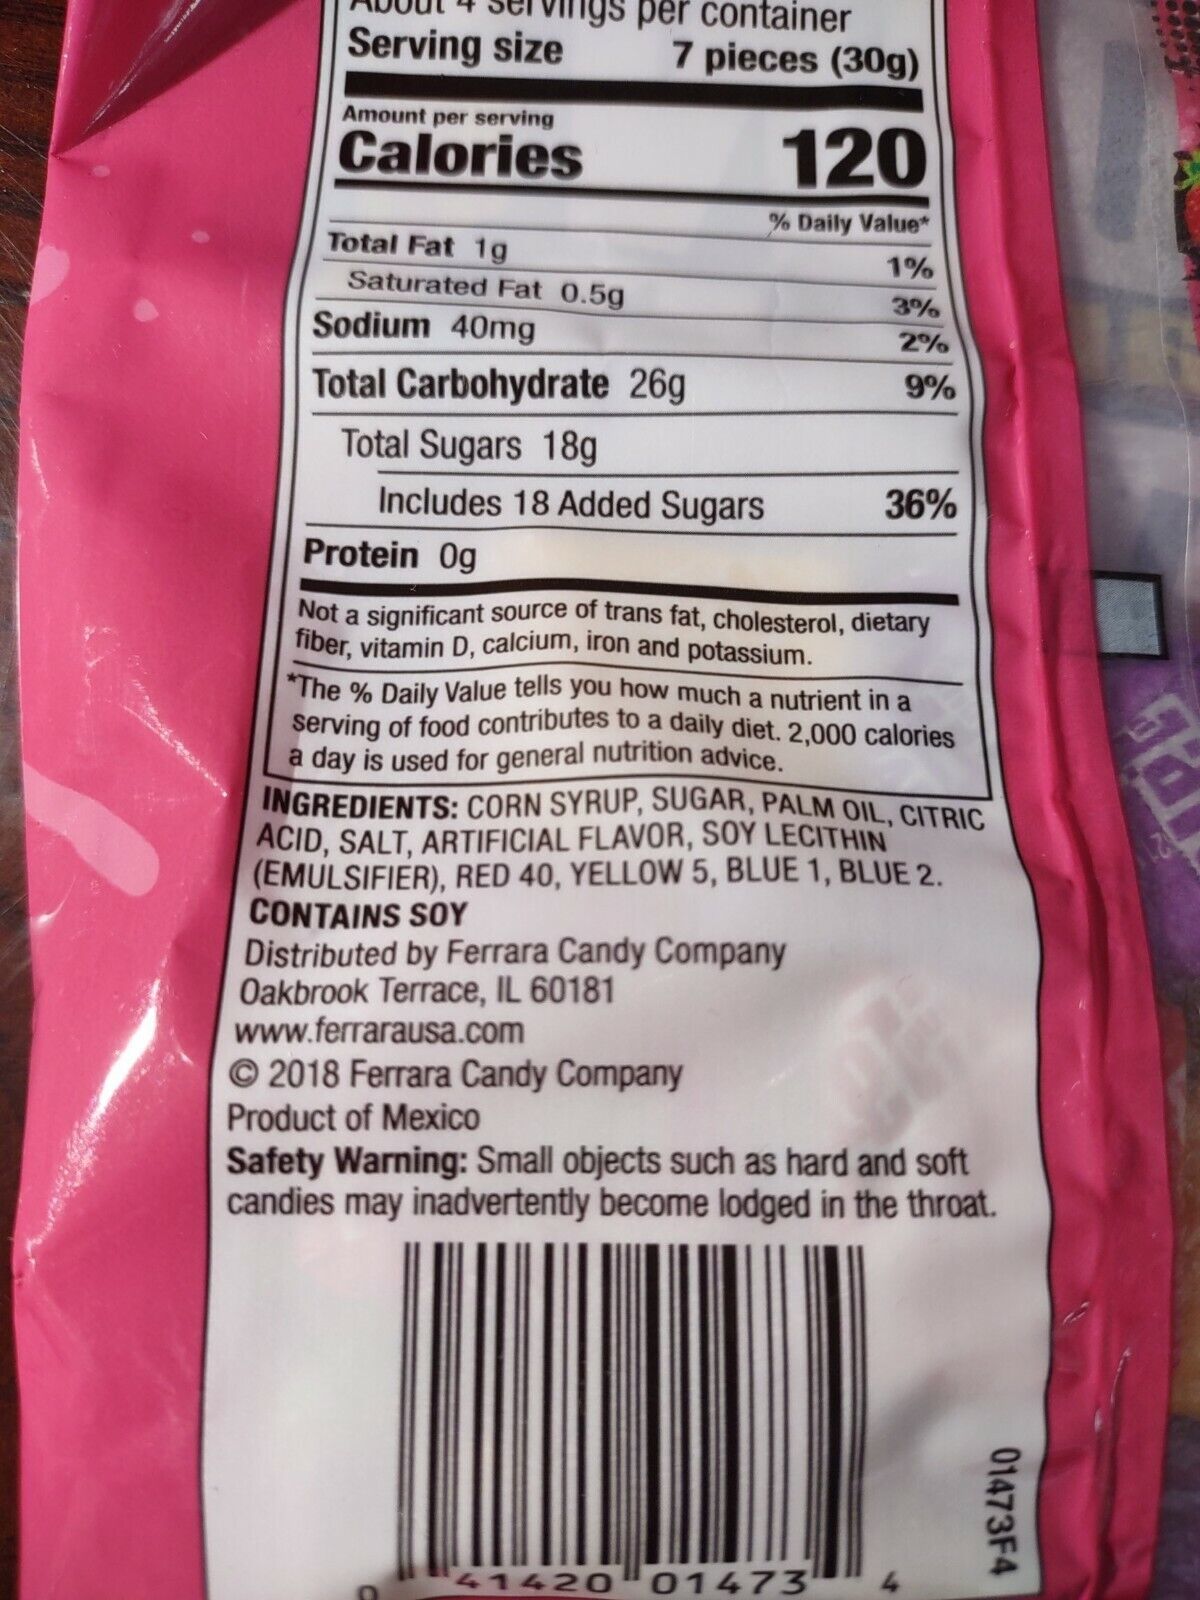 About 4 servings per container
Serving size 7 pieces (30g)
Amount per serving
Calories 120
% Daily Value*
Total Fat 1g 1%
Saturated Fat 0.5g 3%
Sodium 40mg 2%
Total Carbohydrate 26g 9%
Total Sugars 18g
Includes 18 Added Sugars 36%
Protein 0g
Not a significant source of trans fat, cholesterol, dietary
fiber, vitamin D, calcium, iron and potassium.
*The % Daily Value tells you how much a nutrient in a
serving of food contributes to a daily diet. 2,000 calories
a day is used for general nutrition advice.
INGREDIENTS: CORN SYRUP, SUGAR, PALM OIL, CITRIC
ACID, SALT, ARTIFICIAL FLAVOR, SOY LECITHIN
(EMULSIFIER), RED 40, YELLOW 5, BLUE 1, BLUE 2.
CONTAINS SOY
Distributed by Ferrara Candy Company
Oakbrook Terrace, IL 60181
www.ferrarausa.com
© 2018 Ferrara Candy Company
Product of Mexico
Safety Warning: Small objects such as hard and soft
candies may inadvertently become lodged in the throat.
0 41420 01473 4
01473F4